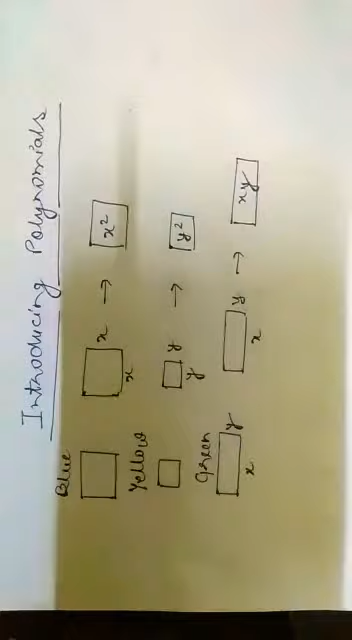 Introducing Polynomials
Blue
x x → x²
Yellow
y y → y²
Green
x y x y → xy